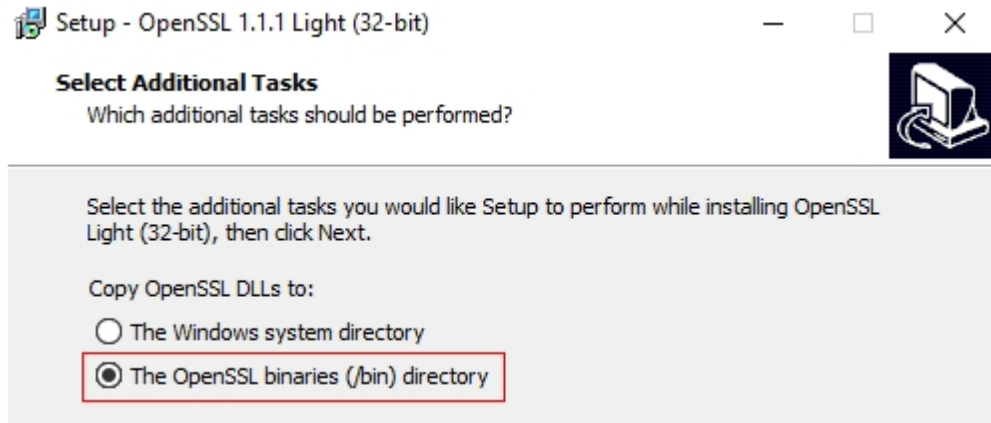 Setup - OpenSSL 1.1.1 Light (32-bit)
Select Additional Tasks
Which additional tasks should be performed?
Select the additional tasks you would like Setup to perform while installing OpenSSL
Light (32-bit), then click Next.
Copy OpenSSL DLLs to:
The Windows system directory
The OpenSSL binaries (/bin) directory